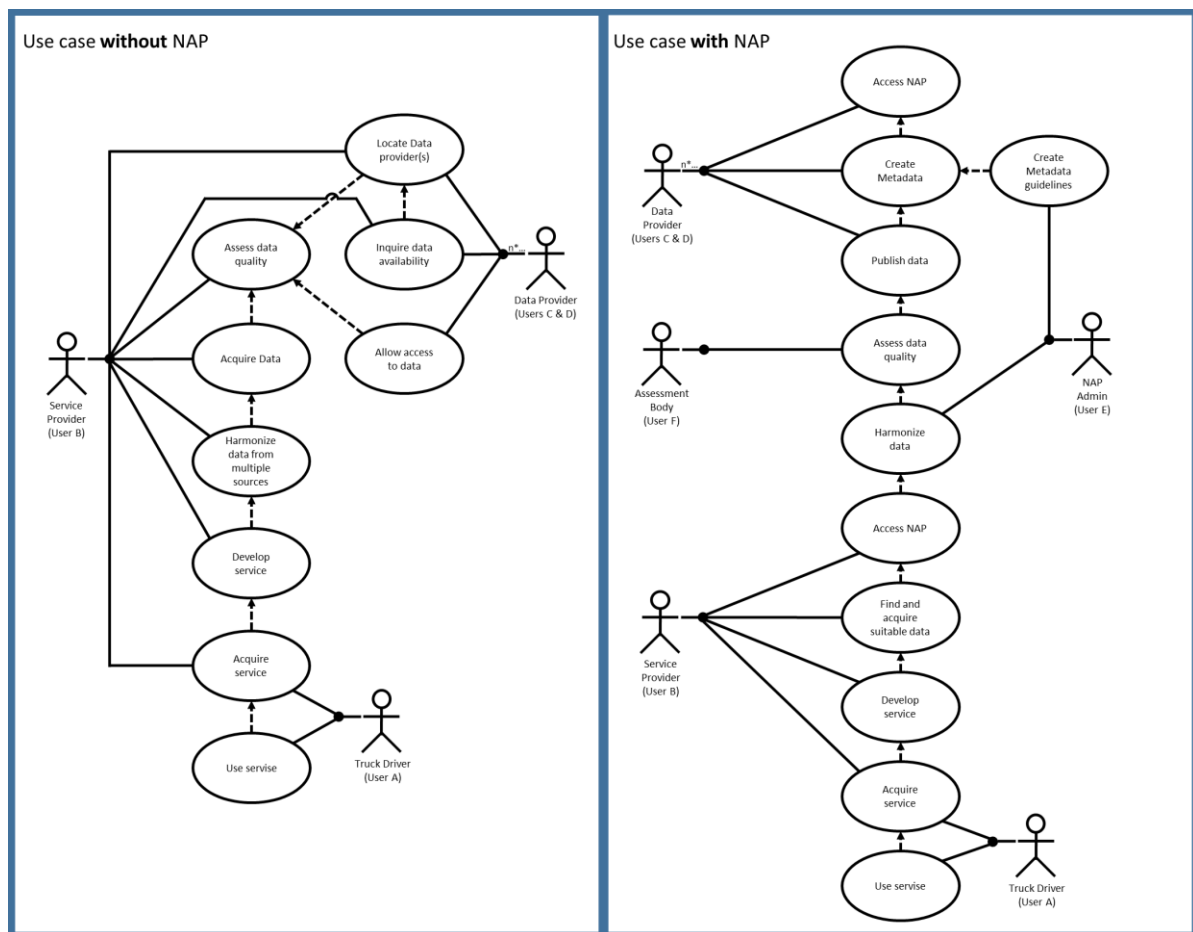 Use case without NAP
Locate Data
provider(s)
Assess data
quality
Inquire data
availability
n*...
Data Provider
(Users C & D)
Acquire Data
Allow access
to data
Service
Provider
(User B)
Harmonize
data from
multiple
sources
Develop
service
Acquire
service
Use servise
Truck Driver
(User A)
Use case with NAP
Access NAP
n*...
Create
Metadata
Create
Metadata
guidelines
Data
Provider
(Users C & D)
Publish data
Assess data
quality
Assessment
Body
(User F)
NAP
Admin
(User E)
Harmonize
data
Access NAP
Find and
acquire
suitable data
Service
Provider
(User B)
Develop
service
Acquire
service
Use servise
Truck Driver
(User A)